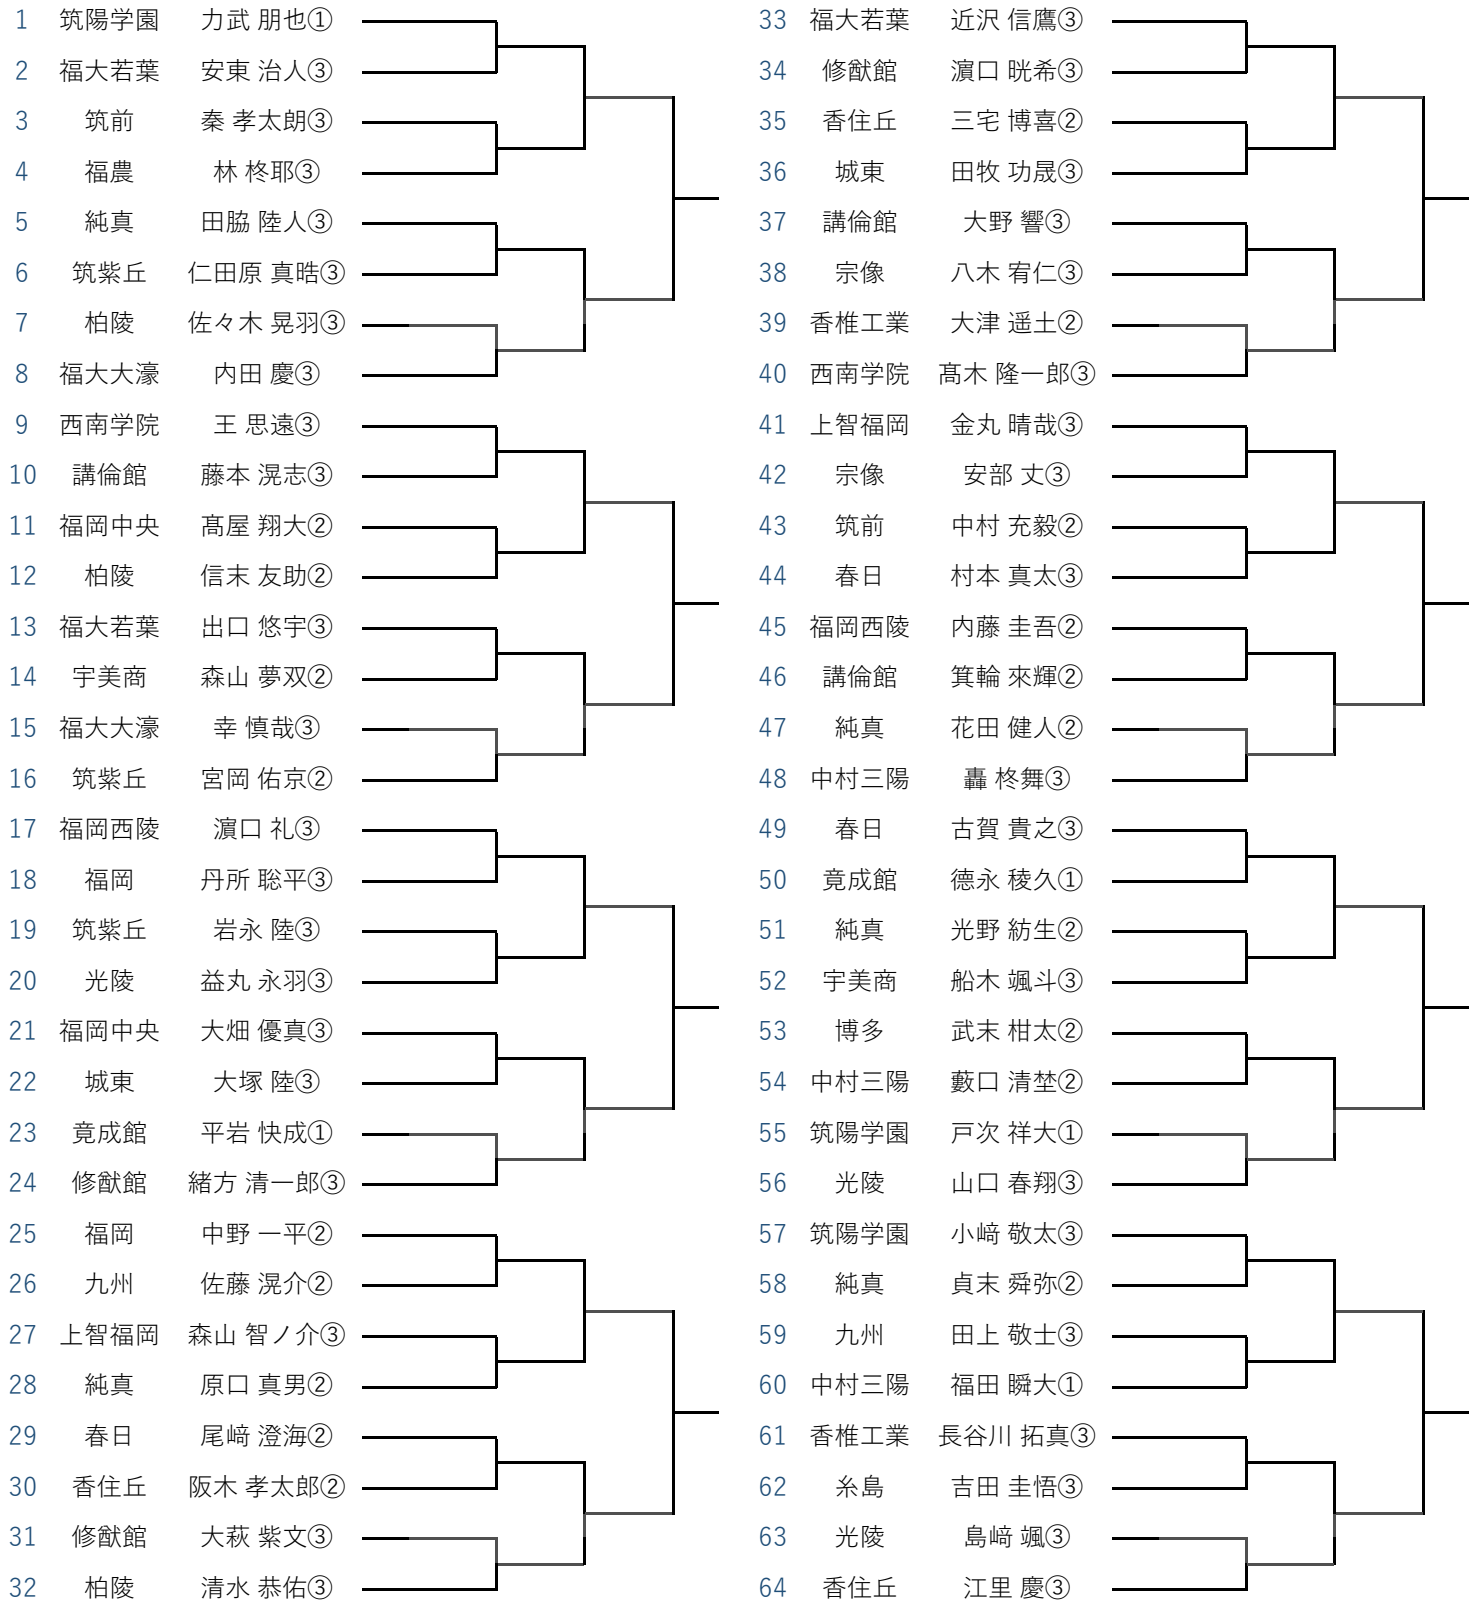 1 筑陽学園 力武 朋也①
2 福大若葉 安東 治人③
3 筑前 秦 孝太朗③
4 福農 林 柊耶③
5 純真 田脇 陸人③
6 筑紫丘 仁田原 真晧③
7 柏陵 佐々木 晃羽③
8 福大大濠 内田 慶③
9 西南学院 王 思遠③
10 講倫館 藤本 滉志③
11 福岡中央 髙屋 翔大②
12 柏陵 信末 友助②
13 福大若葉 出口 悠宇③
14 宇美商 森山 夢双②
15 福大大濠 幸 慎哉③
16 筑紫丘 宮岡 佑京②
17 福岡西陵 濵口 礼③
18 福岡 丹所 聡平③
19 筑紫丘 岩永 陸③
20 光陵 益丸 永羽③
21 福岡中央 大畑 優真③
22 城東 大塚 陸③
23 竟成館 平岩 快成①
24 修猷館 緒方 清一郎③
25 福岡 中野 一平②
26 九州 佐藤 滉介②
27 上智福岡 森山 智ノ介③
28 純真 原口 真男②
29 春日 尾﨑 澄海②
30 香住丘 阪木 孝太郎②
31 修猷館 大萩 紫文③
32 柏陵 清水 恭佑③
33 福大若葉 近沢 信鷹③
34 修猷館 濵口 晄希③
35 香住丘 三宅 博喜②
36 城東 田牧 功晟③
37 講倫館 大野 響③
38 宗像 八木 宥仁③
39 香椎工業 大津 遥土②
40 西南学院 髙木 隆一郎③
41 上智福岡 金丸 晴哉③
42 宗像 安部 丈③
43 筑前 中村 充毅②
44 春日 村本 真太③
45 福岡西陵 内藤 圭吾②
46 講倫館 箕輪 來輝②
47 純真 花田 健人②
48 中村三陽 轟 柊舞③
49 春日 古賀 貴之③
50 竟成館 德永 稜久①
51 純真 光野 紡生②
52 宇美商 船木 颯斗③
53 博多 武末 柑太②
54 中村三陽 藪口 清埜②
55 筑陽学園 戸次 祥大①
56 光陵 山口 春翔③
57 筑陽学園 小﨑 敬太③
58 純真 貞末 舜弥②
59 九州 田上 敬士③
60 中村三陽 福田 瞬大①
61 香椎工業 長谷川 拓真③
62 糸島 吉田 圭悟③
63 光陵 島﨑 颯③
64 香住丘 江里 慶③